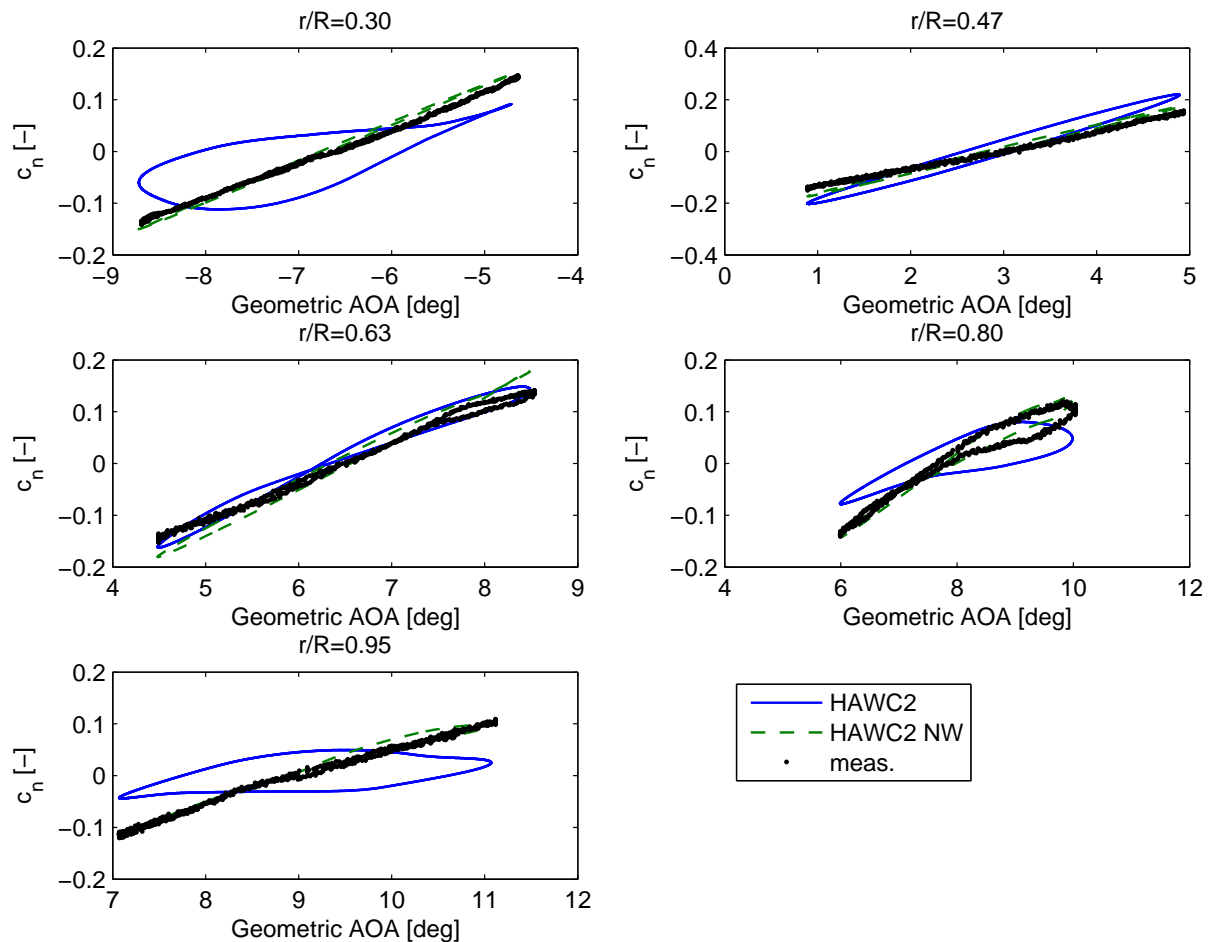 r/R=0.30
0.2
0.1
0
−0.1
−0.2
c_n [−]
−9 −8 −7 −6 −5 −4
Geometric AOA [deg]
r/R=0.47
0.4
0.2
0
−0.2
−0.4
c_n [−]
0 1 2 3 4 5
Geometric AOA [deg]
r/R=0.63
0.2
0.1
0
−0.1
−0.2
c_n [−]
4 5 6 7 8 9
Geometric AOA [deg]
r/R=0.80
0.2
0.1
0
−0.1
−0.2
c_n [−]
4 6 8 10 12
Geometric AOA [deg]
r/R=0.95
0.2
0.1
0
−0.1
−0.2
c_n [−]
7 8 9 10 11 12
Geometric AOA [deg]
HAWC2
HAWC2 NW
meas.